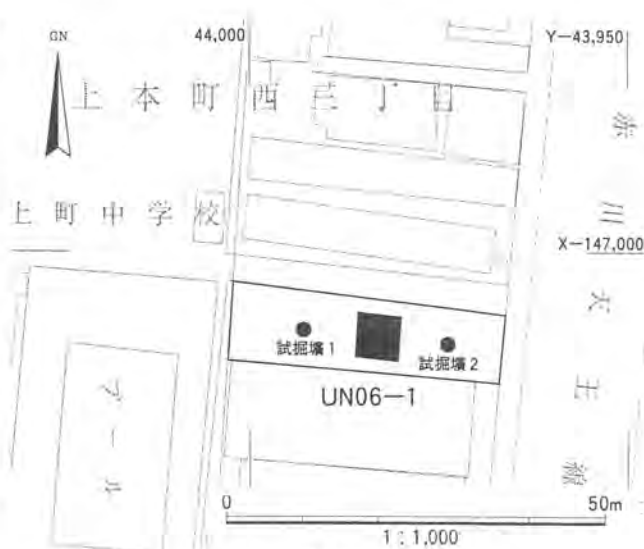 GN
44,000
Y－43,950
上本町西三丁目
上町中学校
X－147,000
赤川天王線
試掘壙1
試掘壙2
UN06－1
プール
0
50m
1：1,000